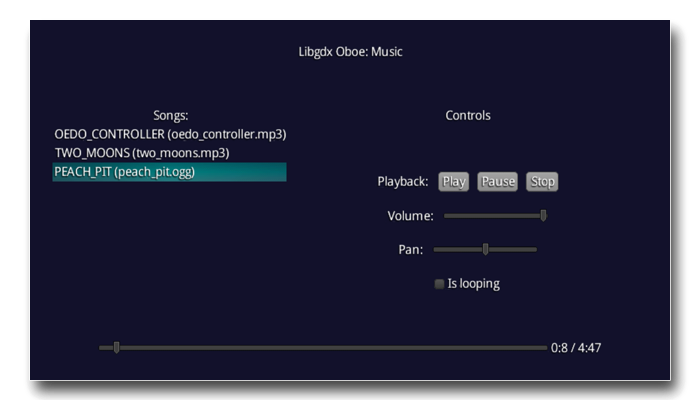 Libgdx Oboe: Music
Songs:
OEDO_CONTROLLER (oedo_controller.mp3)
TWO_MOONS (two_moons.mp3)
PEACH_PIT (peach_pit.ogg)
Controls
Playback: Play Pause Stop
Volume:
Pan:
Is looping
0:8 / 4:47